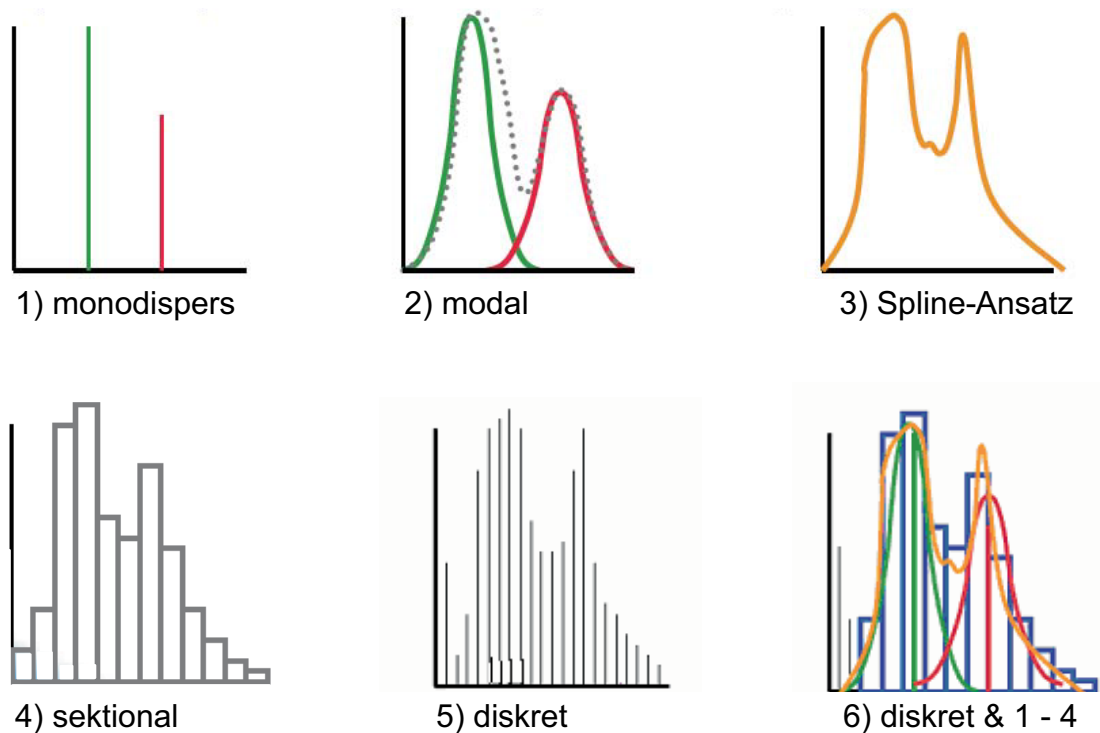 1) monodispers
2) modal
3) Spline-Ansatz
4) sektional
5) diskret
6) diskret & 1 - 4